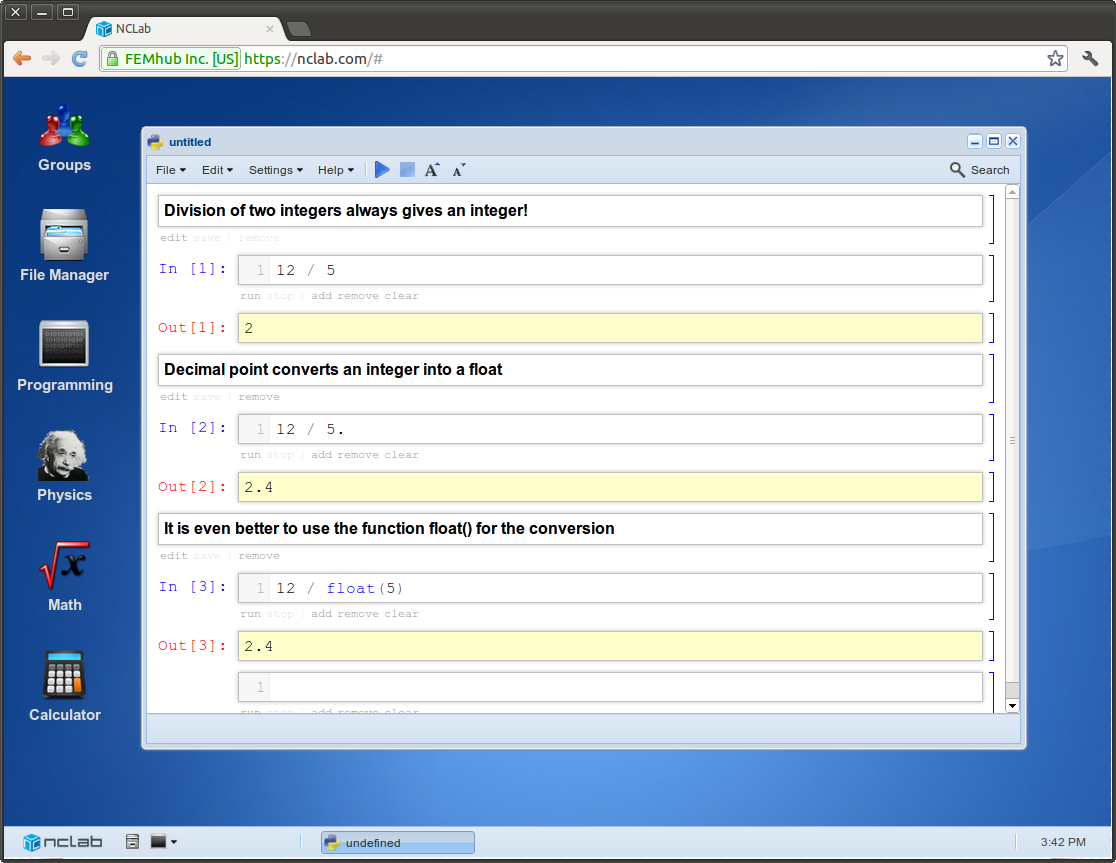 NCLab
FEMhub Inc. [US] https://nclab.com/#
Groups
File Manager
Programming
Physics
Math
Calculator
untitled
File Edit Settings Help A A Search
Division of two integers always gives an integer!
edit save | remove
In [1]: 1 12 / 5
run stop | add remove clear
Out[1]: 2
Decimal point converts an integer into a float
edit save | remove
In [2]: 1 12 / 5.
run stop | add remove clear
Out[2]: 2.4
It is even better to use the function float() for the conversion
edit save | remove
In [3]: 1 12 / float(5)
run stop | add remove clear
Out[3]: 2.4
1
run stop | add remove clear
nclab undefined 3:42 PM